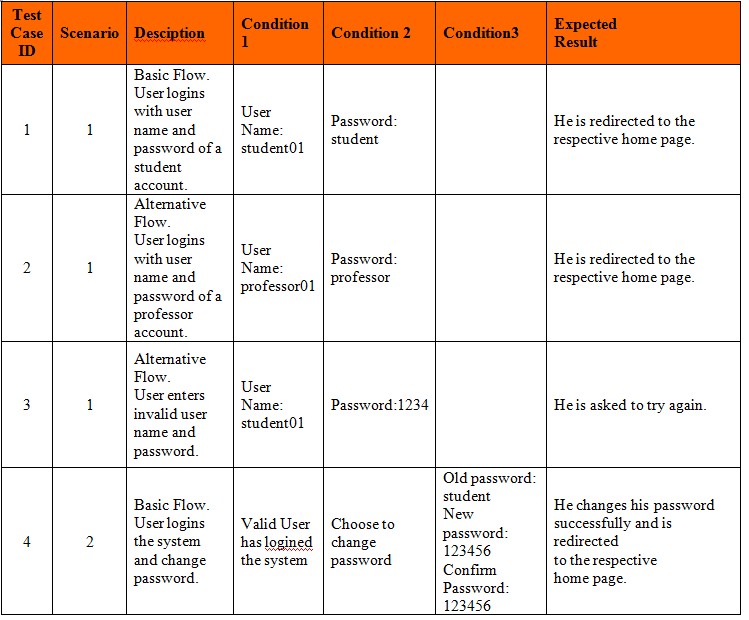 Test
Case
ID
Scenario
Desciption
Condition
1
Condition 2
Condition3
Expected
Result
1
1
Basic Flow.
User logins
with user
name and
password of a
student
account.
User
Name:
student01
Password:
student
He is redirected to the
respective home page.
2
1
Alternative
Flow.
User logins
with user
name and
password of a
professor
account.
User
Name:
professor01
Password:
professor
He is redirected to the
respective home page.
3
1
Alternative
Flow.
User enters
invalid user
name and
password.
User
Name:
student01
Password:1234
He is asked to try again.
4
2
Basic Flow.
User logins
the system
and change
password.
Valid User
has logined
the system
Choose to
change
password
Old password:
student
New
password:
123456
Confirm
Password:
123456
He changes his password
successfully and is
redirected
to the respective
home page.